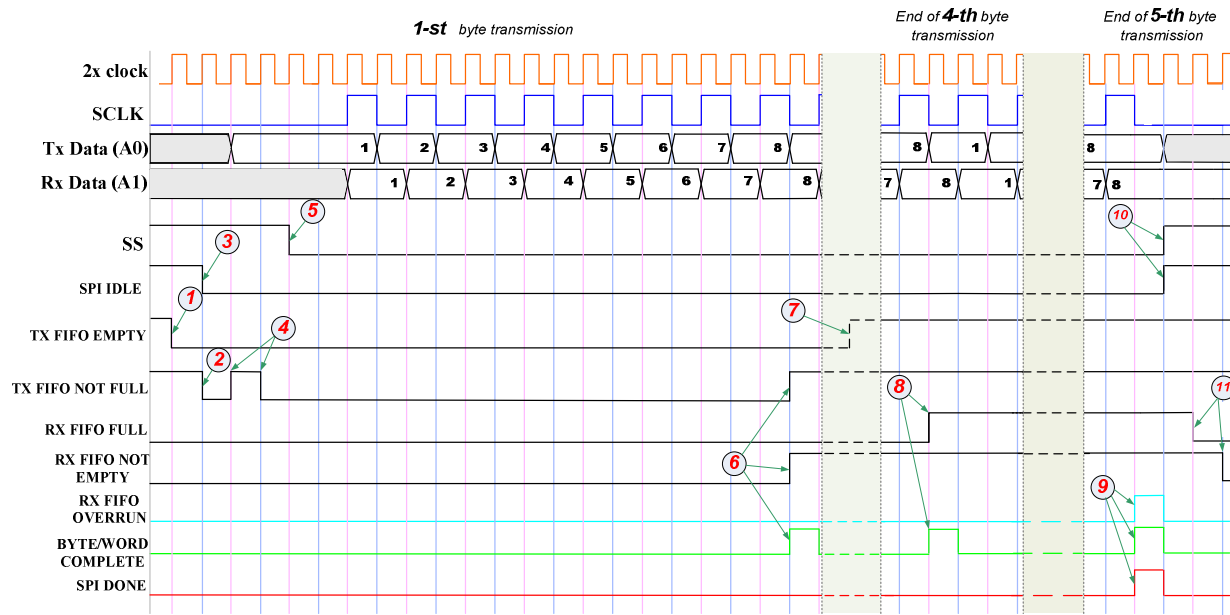 1-st byte transmission
End of 4-th byte
transmission
End of 5-th byte
transmission
2x clock
SCLK
Tx Data (A0)
1 2 3 4 5 6 7 8 8 1 8
Rx Data (A1)
1 2 3 4 5 6 7 8 7 8 1 7 8
5
10
3
SS
SPI IDLE
1
7
4
TX FIFO EMPTY
2
8
11
TX FIFO NOT FULL
RX FIFO FULL
6
RX FIFO NOT
EMPTY
9
RX FIFO
OVERRUN
BYTE/WORD
COMPLETE
SPI DONE